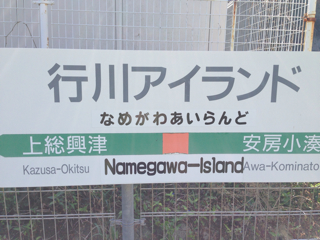 行川アイランド
なめがわあいらんど
上総興津 安房小湊
Kazusa-Okitsu Namegawa-Island Awa-Kominato